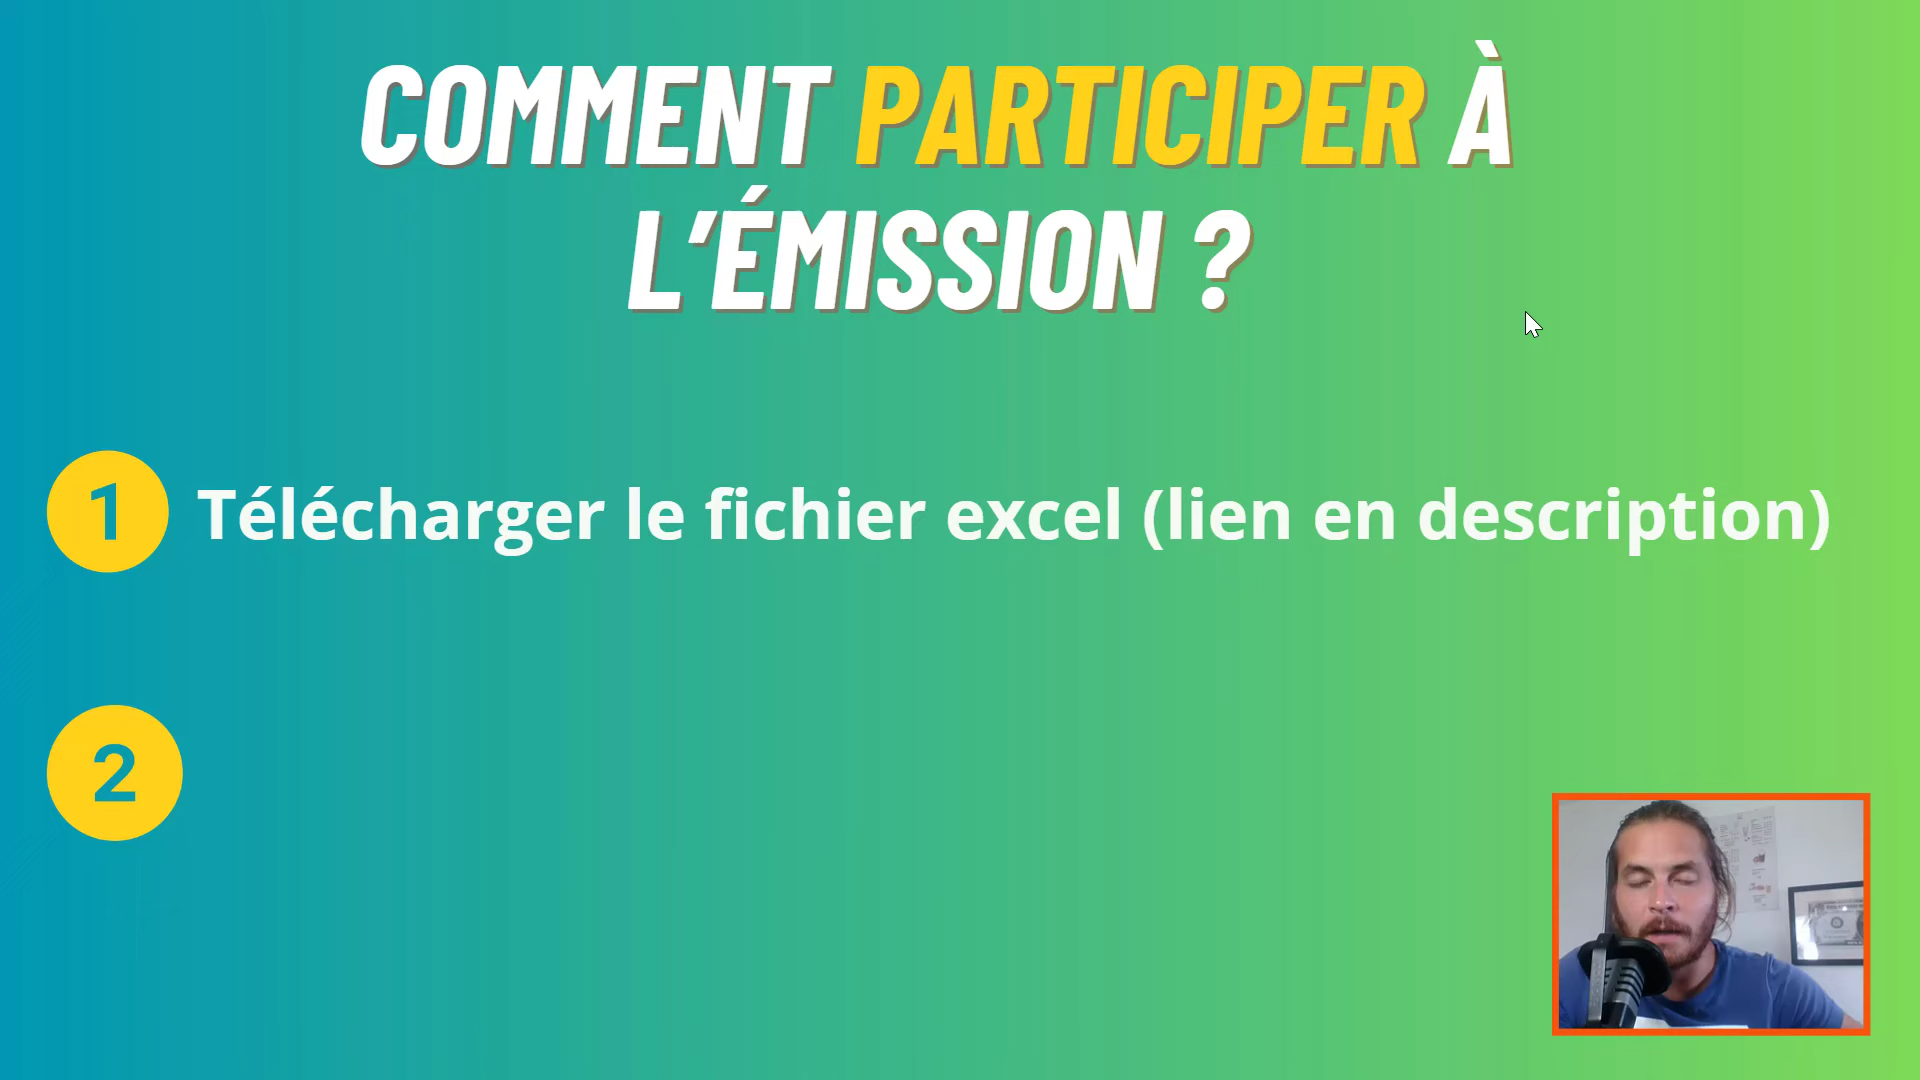 COMMENT PARTICIPER À
L'ÉMISSION ?
1 Télécharger le fichier excel (lien en description)
2